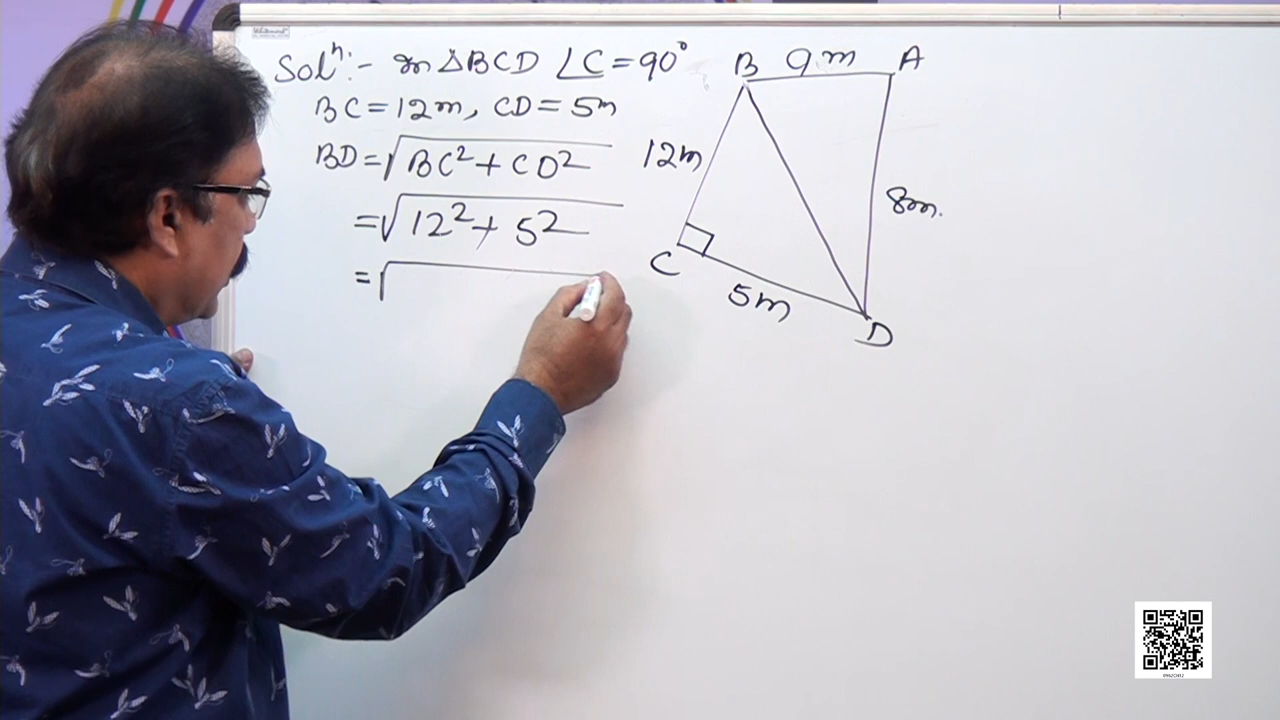 Solⁿ:- In △BCD ∠C = 90°
BC = 12m, CD = 5m
BD = √BC² + CD²
= √12² + 5²
= √
B 9m A
12m
8m.
C
5m
D